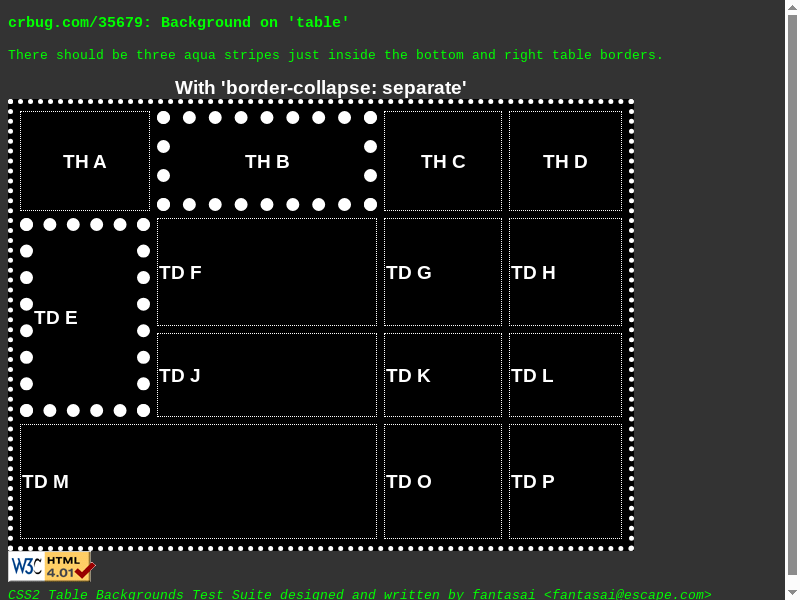 crbug.com/35679: Background on 'table'
There should be three aqua stripes just inside the bottom and right table borders.
With 'border-collapse: separate'
TH A TH B TH C TH D
TD F TD G TD H
TD E
TD J TD K TD L
TD M TD O TD P
W3C HTML 4.01
CSS2 Table Backgrounds Test Suite designed and written by fantasai <fantasai@escape.com>